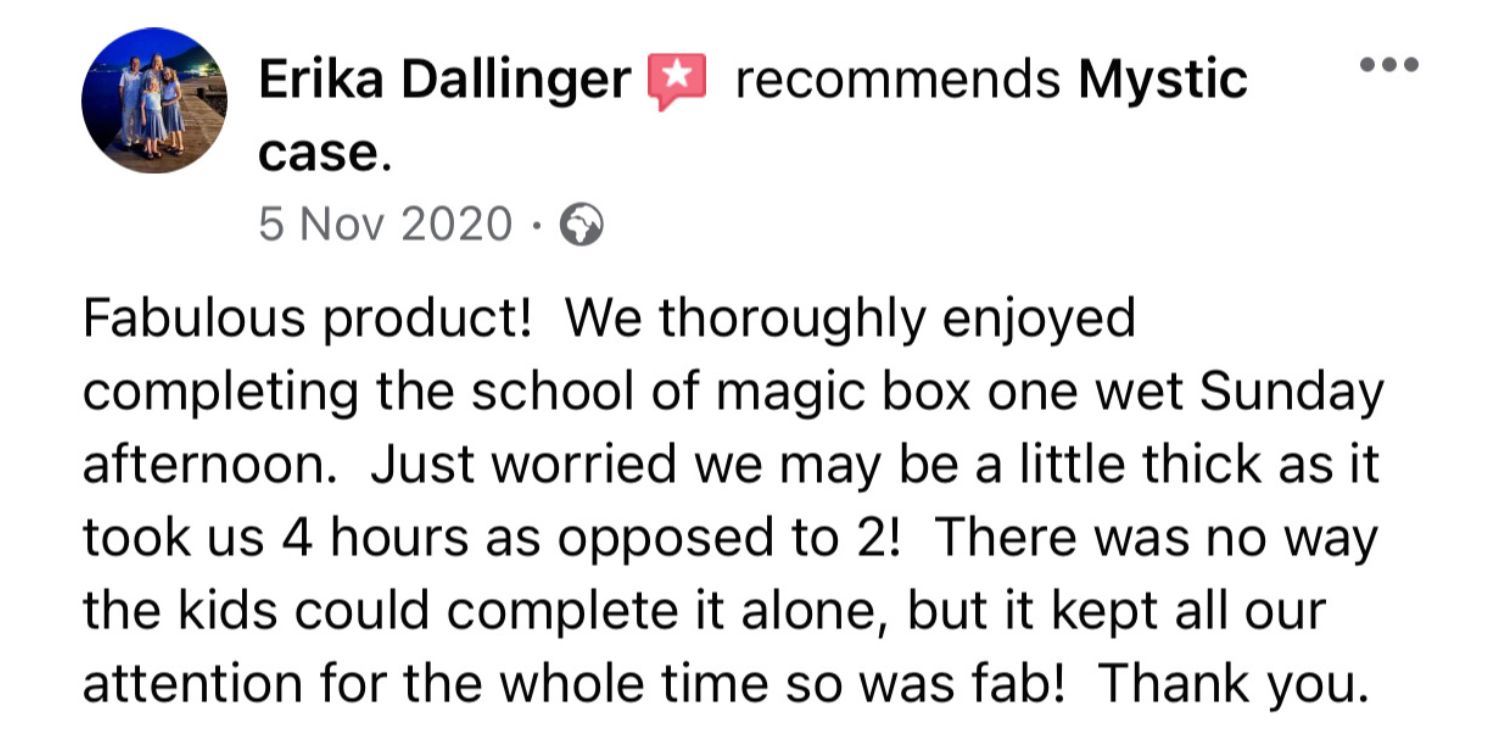 Erika Dallinger recommends Mystic
case.
5 Nov 2020 ·
Fabulous product!  We thoroughly enjoyed
completing the school of magic box one wet Sunday
afternoon.  Just worried we may be a little thick as it
took us 4 hours as opposed to 2!  There was no way
the kids could complete it alone, but it kept all our
attention for the whole time so was fab!  Thank you.